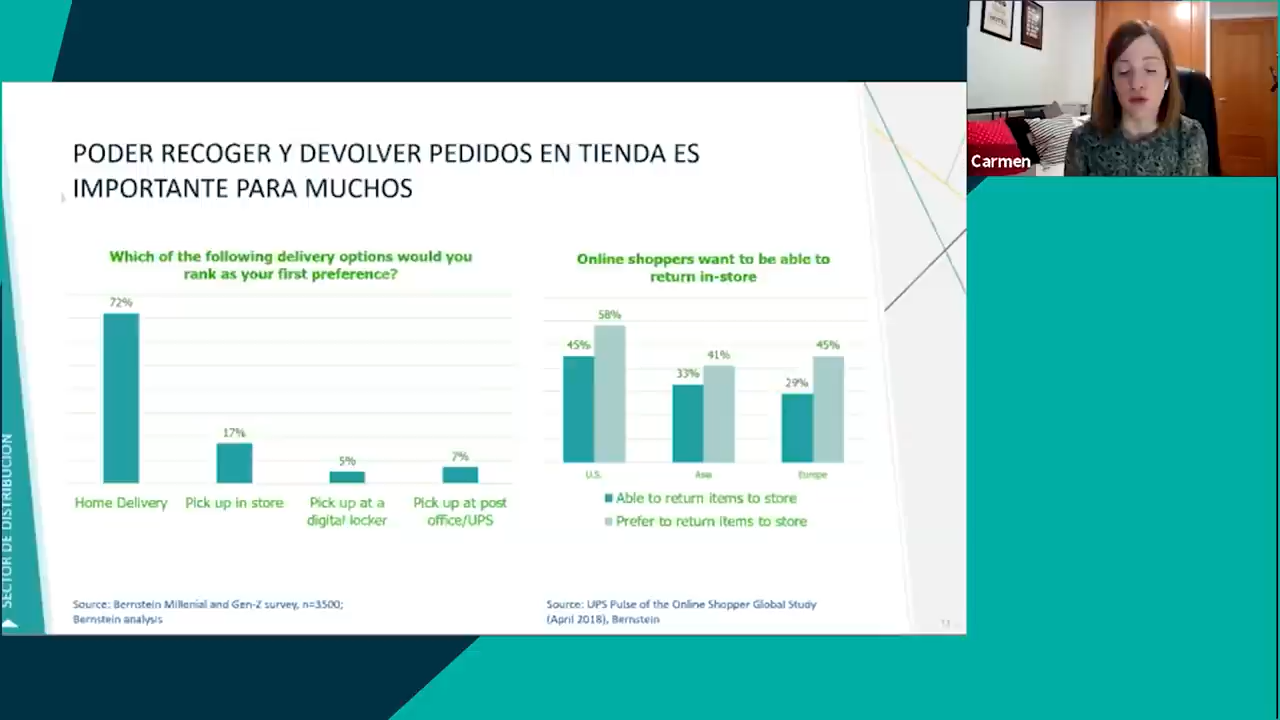 PODER RECOGER Y DEVOLVER PEDIDOS EN TIENDA ES
IMPORTANTE PARA MUCHOS
Which of the following delivery options would you
rank as your first preference?
72%
17%
5%
7%
Home Delivery
Pick up in store
Pick up at a
digital locker
Pick up at post
office/UPS
Source: Bernstein Millenial and Gen-Z survey, n=3500;
Bernstein analysis
Online shoppers want to be able to
return in-store
45%
58%
33%
41%
29%
45%
U.S.
Asia
Europe
Able to return items to store
Prefer to return items to store
Source: UPS Pulse of the Online Shopper Global Study
(April 2018), Bernstein
SECTOR DE DISTRIBUCIÓN
Carmen